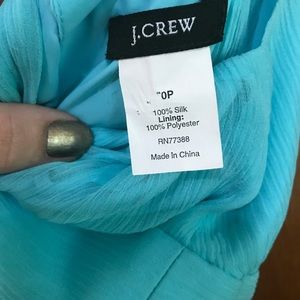 J.CREW
0P
100% Silk
Lining:
100% Polyester
RN77388
Made In China